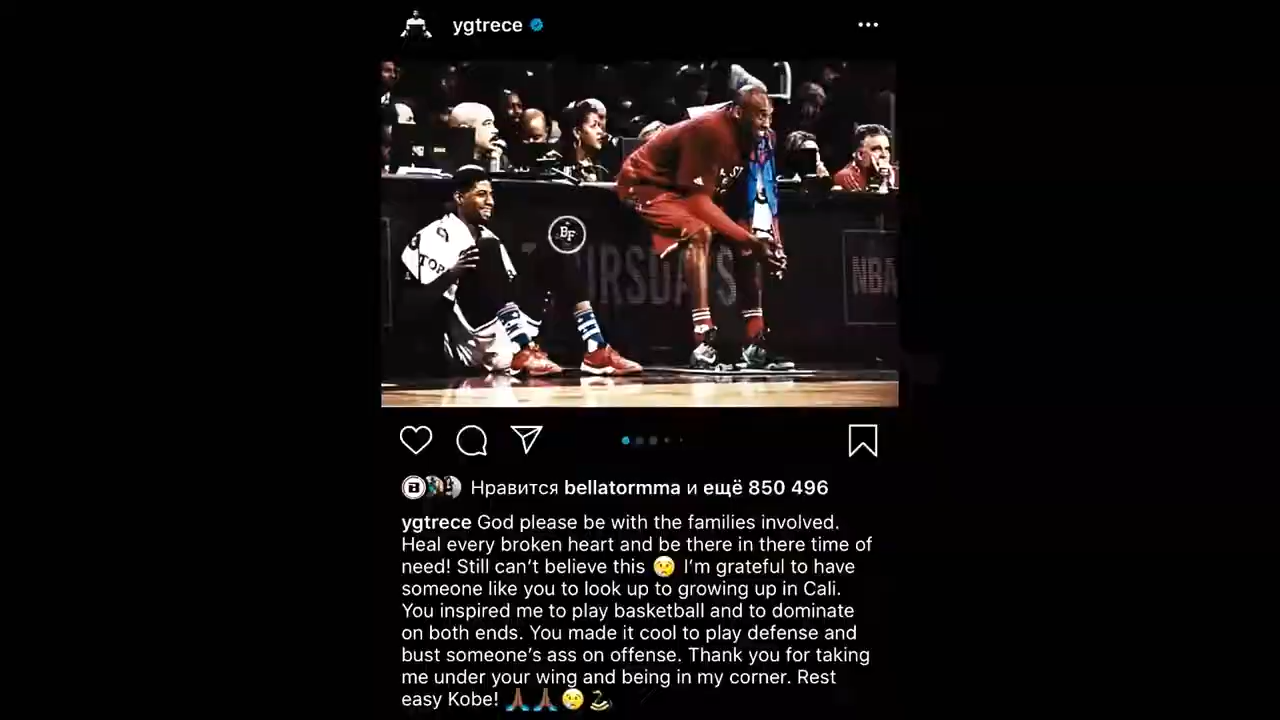 ygtrece
TOP
BF
URSDAYS
NBA
Нравится bellatormma и ещё 850 496
ygtrece God please be with the families involved.
Heal every broken heart and be there in there time of
need! Still can't believe this 😢 I'm grateful to have
someone like you to look up to growing up in Cali.
You inspired me to play basketball and to dominate
on both ends. You made it cool to play defense and
bust someone's ass on offense. Thank you for taking
me under your wing and being in my corner. Rest
easy Kobe! 🙏🏾🙏🏾😢🐍